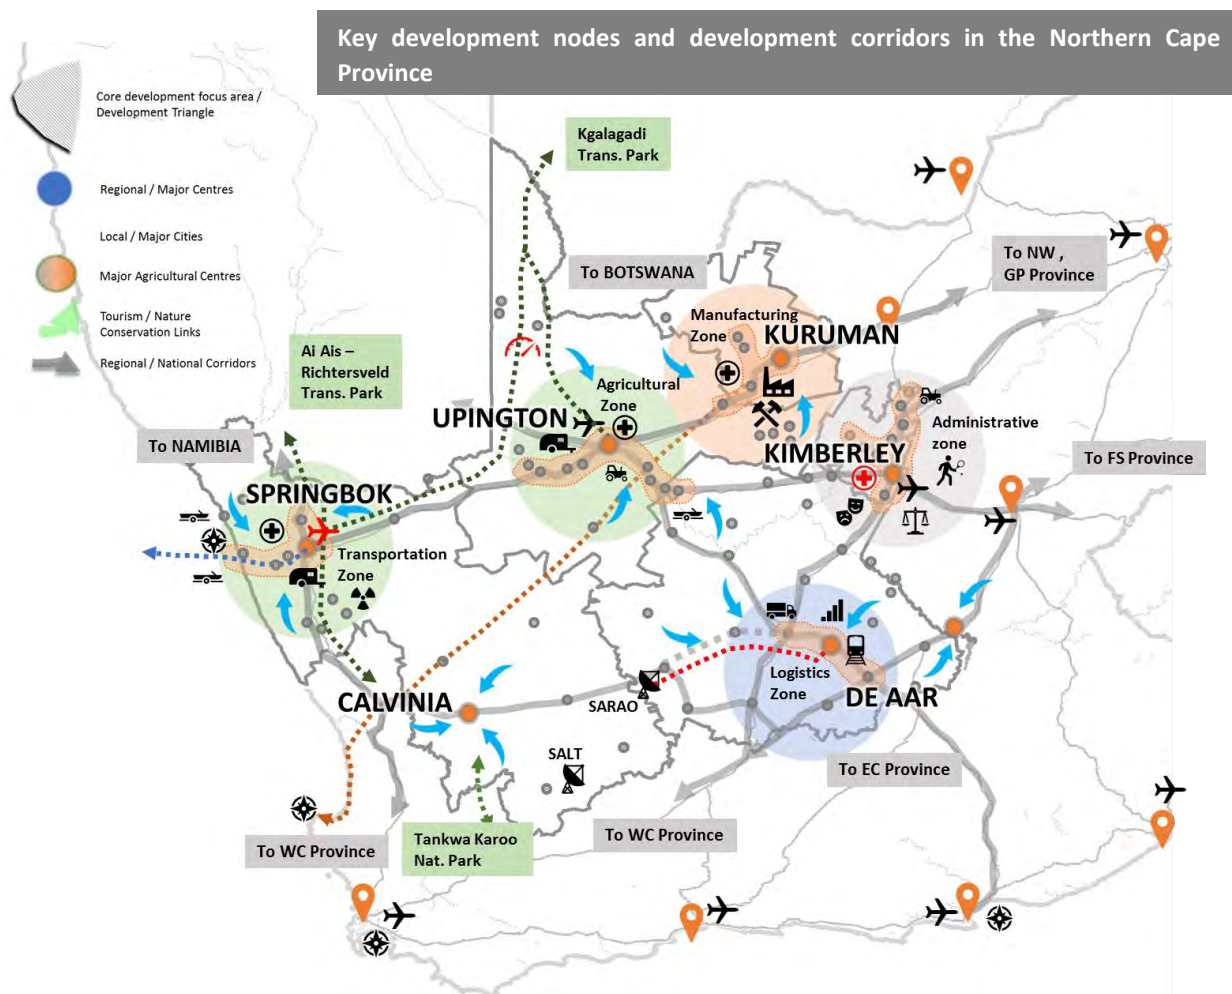 Key development nodes and development corridors in the Northern Cape
Province
Core development focus area /
Development Triangle
Regional / Major Centres
Local / Major Cities
Major Agricultural Centres
Tourism / Nature
Conservation Links
Regional / National Corridors
Kgalagadi
Trans. Park
To BOTSWANA
To NW ,
GP Province
Manufacturing
Zone
KURUMAN
Ai Ais –
Richtersveld
Trans. Park
Agricultural
Zone
UPINGTON
Administrative
zone
To NAMIBIA
KIMBERLEY
To FS Province
SPRINGBOK
Transportation
Zone
Logistics
Zone
CALVINIA
SARAO
DE AAR
SALT
To EC Province
To WC Province
Tankwa Karoo
Nat. Park
To WC Province